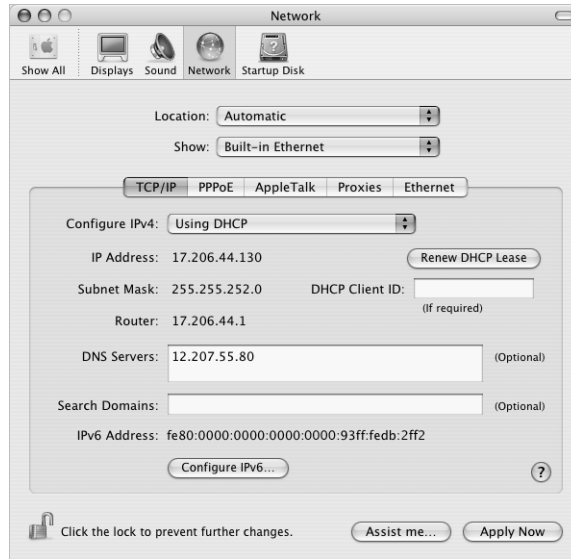 Network
Show All Displays Sound Network Startup Disk
Location: Automatic
Show: Built-in Ethernet
TCP/IP PPPoE AppleTalk Proxies Ethernet
Configure IPv4: Using DHCP
IP Address: 17.206.44.130 Renew DHCP Lease
Subnet Mask: 255.255.252.0 DHCP Client ID:
(If required)
Router: 17.206.44.1
DNS Servers: 12.207.55.80 (Optional)
Search Domains: (Optional)
IPv6 Address: fe80:0000:0000:0000:0000:93ff:fedb:2ff2
Configure IPv6... ?
Click the lock to prevent further changes. Assist me... Apply Now